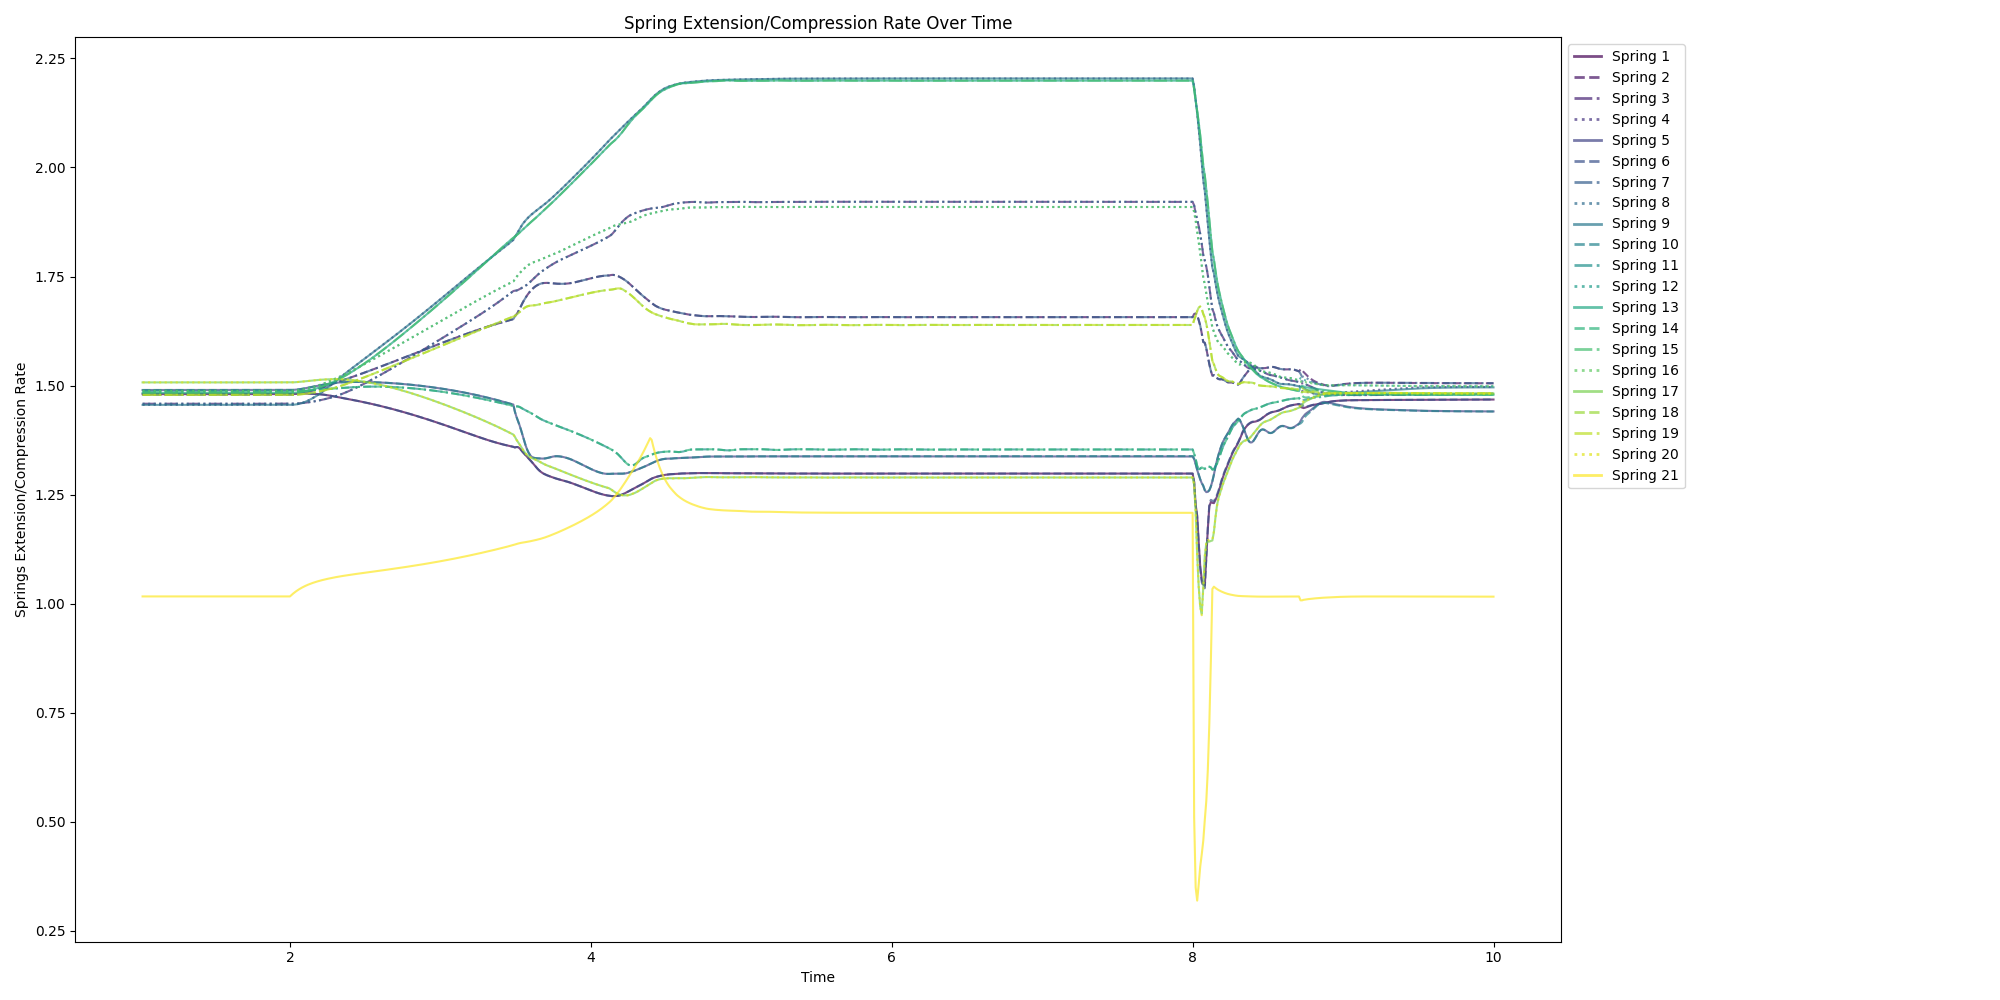 Spring Extension/Compression Rate Over Time
Springs Extension/Compression Rate
2.25
2.00
1.75
1.50
1.25
1.00
0.75
0.50
0.25
2
4
6
8
10
Time
Spring 1
Spring 2
Spring 3
Spring 4
Spring 5
Spring 6
Spring 7
Spring 8
Spring 9
Spring 10
Spring 11
Spring 12
Spring 13
Spring 14
Spring 15
Spring 16
Spring 17
Spring 18
Spring 19
Spring 20
Spring 21